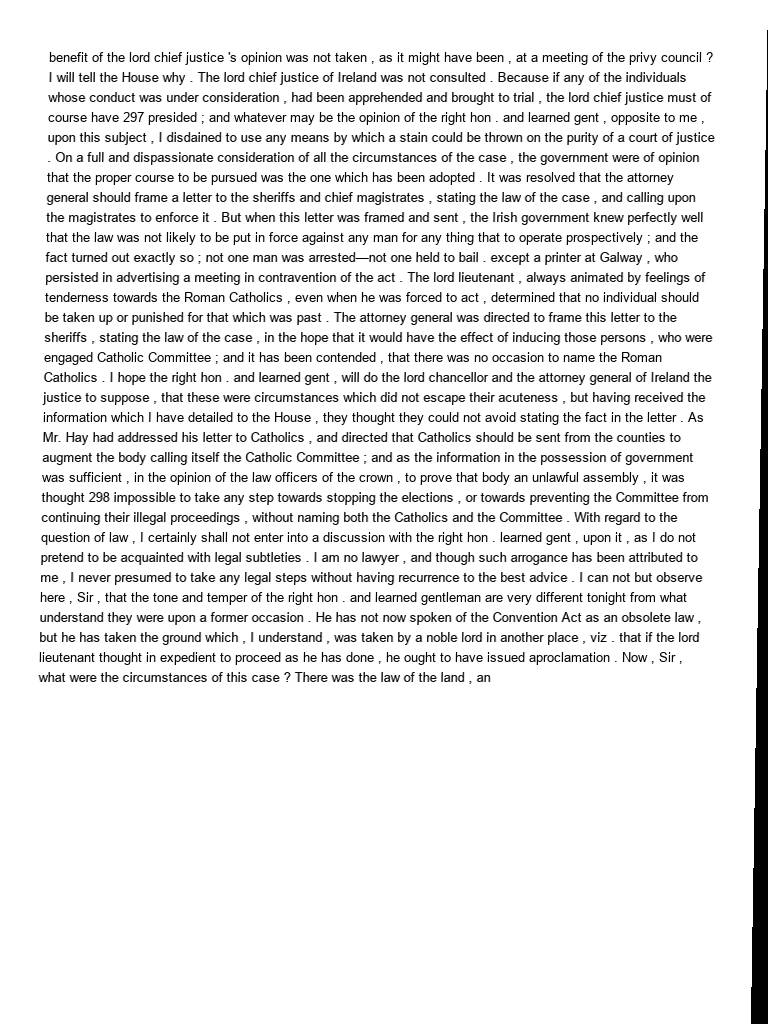 benefit of the lord chief justice 's opinion was not taken , as it might have been , at a meeting of the privy council ?
I will tell the House why . The lord chief justice of Ireland was not consulted . Because if any of the individuals
whose conduct was under consideration , had been apprehended and brought to trial , the lord chief justice must of
course have 297 presided ; and whatever may be the opinion of the right hon . and learned gent , opposite to me ,
upon this subject , I disdained to use any means by which a stain could be thrown on the purity of a court of justice
. On a full and dispassionate consideration of all the circumstances of the case , the government were of opinion
that the proper course to be pursued was the one which has been adopted . It was resolved that the attorney
general should frame a letter to the sheriffs and chief magistrates , stating the law of the case , and calling upon
the magistrates to enforce it . But when this letter was framed and sent , the Irish government knew perfectly well
that the law was not likely to be put in force against any man for any thing that to operate prospectively ; and the
fact turned out exactly so ; not one man was arrested—not one held to bail . except a printer at Galway , who
persisted in advertising a meeting in contravention of the act . The lord lieutenant , always animated by feelings of
tenderness towards the Roman Catholics , even when he was forced to act , determined that no individual should
be taken up or punished for that which was past . The attorney general was directed to frame this letter to the
sheriffs , stating the law of the case , in the hope that it would have the effect of inducing those persons , who were
engaged Catholic Committee ; and it has been contended , that there was no occasion to name the Roman
Catholics . I hope the right hon . and learned gent , will do the lord chancellor and the attorney general of Ireland the
justice to suppose , that these were circumstances which did not escape their acuteness , but having received the
information which I have detailed to the House , they thought they could not avoid stating the fact in the letter . As
Mr. Hay had addressed his letter to Catholics , and directed that Catholics should be sent from the counties to
augment the body calling itself the Catholic Committee ; and as the information in the possession of government
was sufficient , in the opinion of the law officers of the crown , to prove that body an unlawful assembly , it was
thought 298 impossible to take any step towards stopping the elections , or towards preventing the Committee from
continuing their illegal proceedings , without naming both the Catholics and the Committee . With regard to the
question of law , I certainly shall not enter into a discussion with the right hon . learned gent , upon it , as I do not
pretend to be acquainted with legal subtleties . I am no lawyer , and though such arrogance has been attributed to
me , I never presumed to take any legal steps without having recurrence to the best advice . I can not but observe
here , Sir , that the tone and temper of the right hon . and learned gentleman are very different tonight from what
understand they were upon a former occasion . He has not now spoken of the Convention Act as an obsolete law ,
but he has taken the ground which , I understand , was taken by a noble lord in another place , viz . that if the lord
lieutenant thought in expedient to proceed as he has done , he ought to have issued aproclamation . Now , Sir ,
what were the circumstances of this case ? There was the law of the land , an